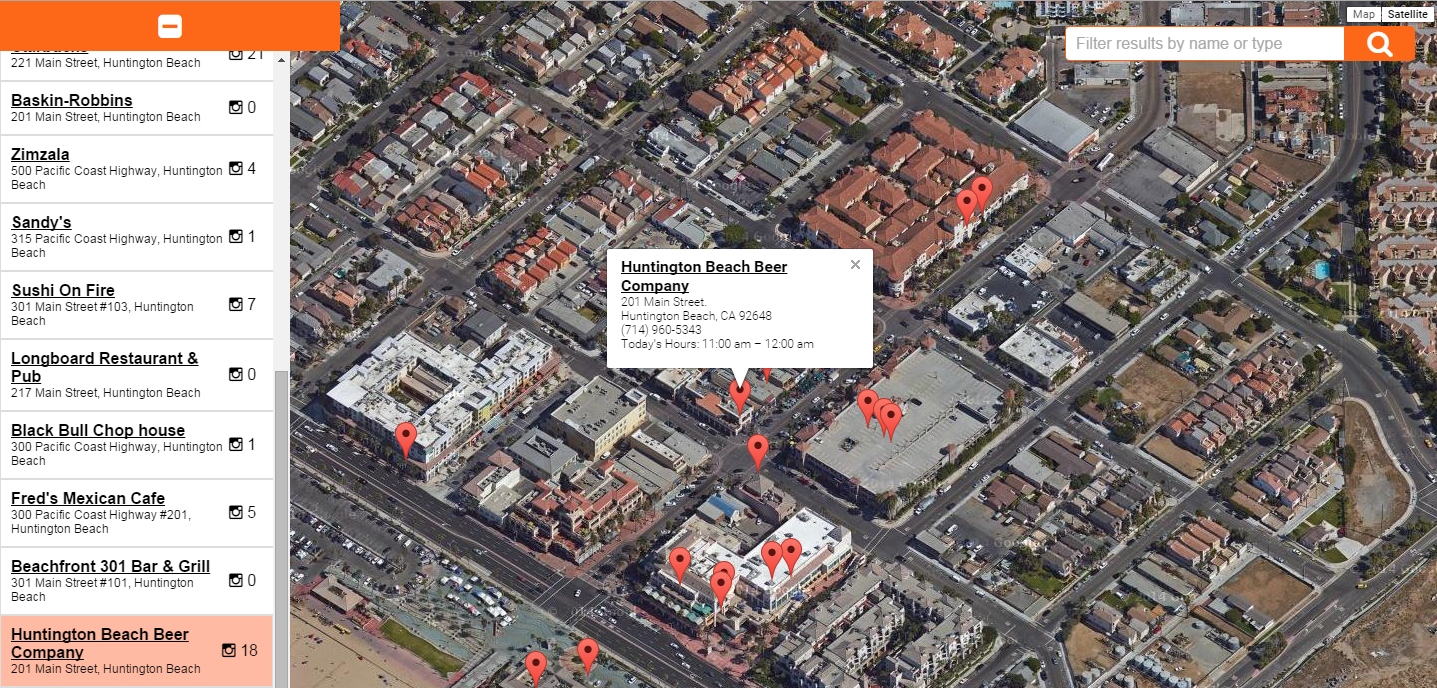 Starbucks
21
221 Main Street, Huntington Beach
Baskin-Robbins
0
201 Main Street, Huntington Beach
Zimzala
4
500 Pacific Coast Highway, Huntington
Beach
Sandy's
1
315 Pacific Coast Highway, Huntington
Beach
Sushi On Fire
7
301 Main Street #103, Huntington
Beach
Longboard Restaurant &
Pub
0
217 Main Street, Huntington Beach
Black Bull Chop house
1
300 Pacific Coast Highway, Huntington
Beach
Fred's Mexican Cafe
5
300 Pacific Coast Highway #201,
Huntington Beach
Beachfront 301 Bar & Grill
0
301 Main Street #101, Huntington
Beach
Huntington Beach Beer
Company
18
201 Main Street, Huntington Beach
Map Satellite
Filter results by name or type
Huntington Beach Beer
Company
201 Main Street.
Huntington Beach, CA 92648
(714) 960-5343
Today's Hours: 11:00 am – 12:00 am
Google
Google